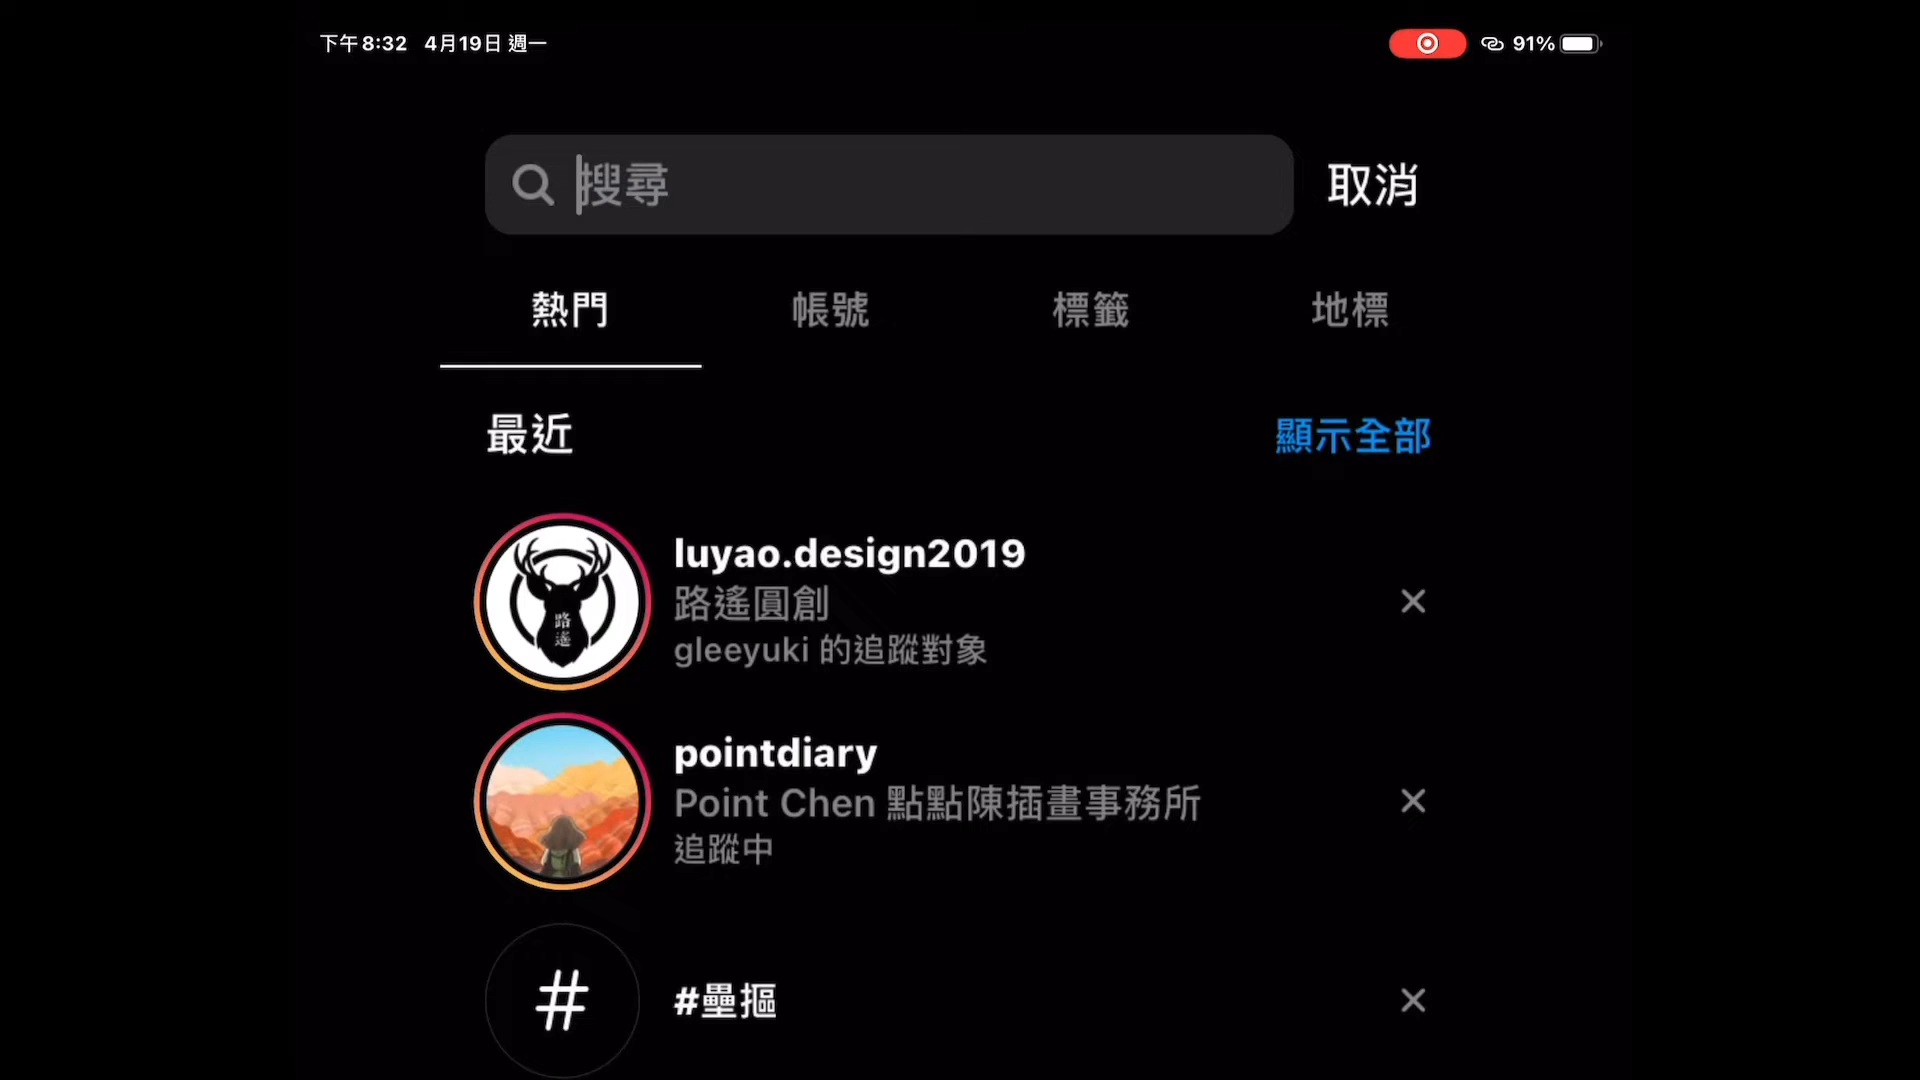 下午8:32 4月19日 週一
91%
搜尋
取消
熱門
帳號
標籤
地標
最近
顯示全部
路遙
luyao.design2019
路遙圓創
gleeyuki 的追蹤對象
pointdiary
Point Chen 點點陳插畫事務所
追蹤中
#
#壘摳